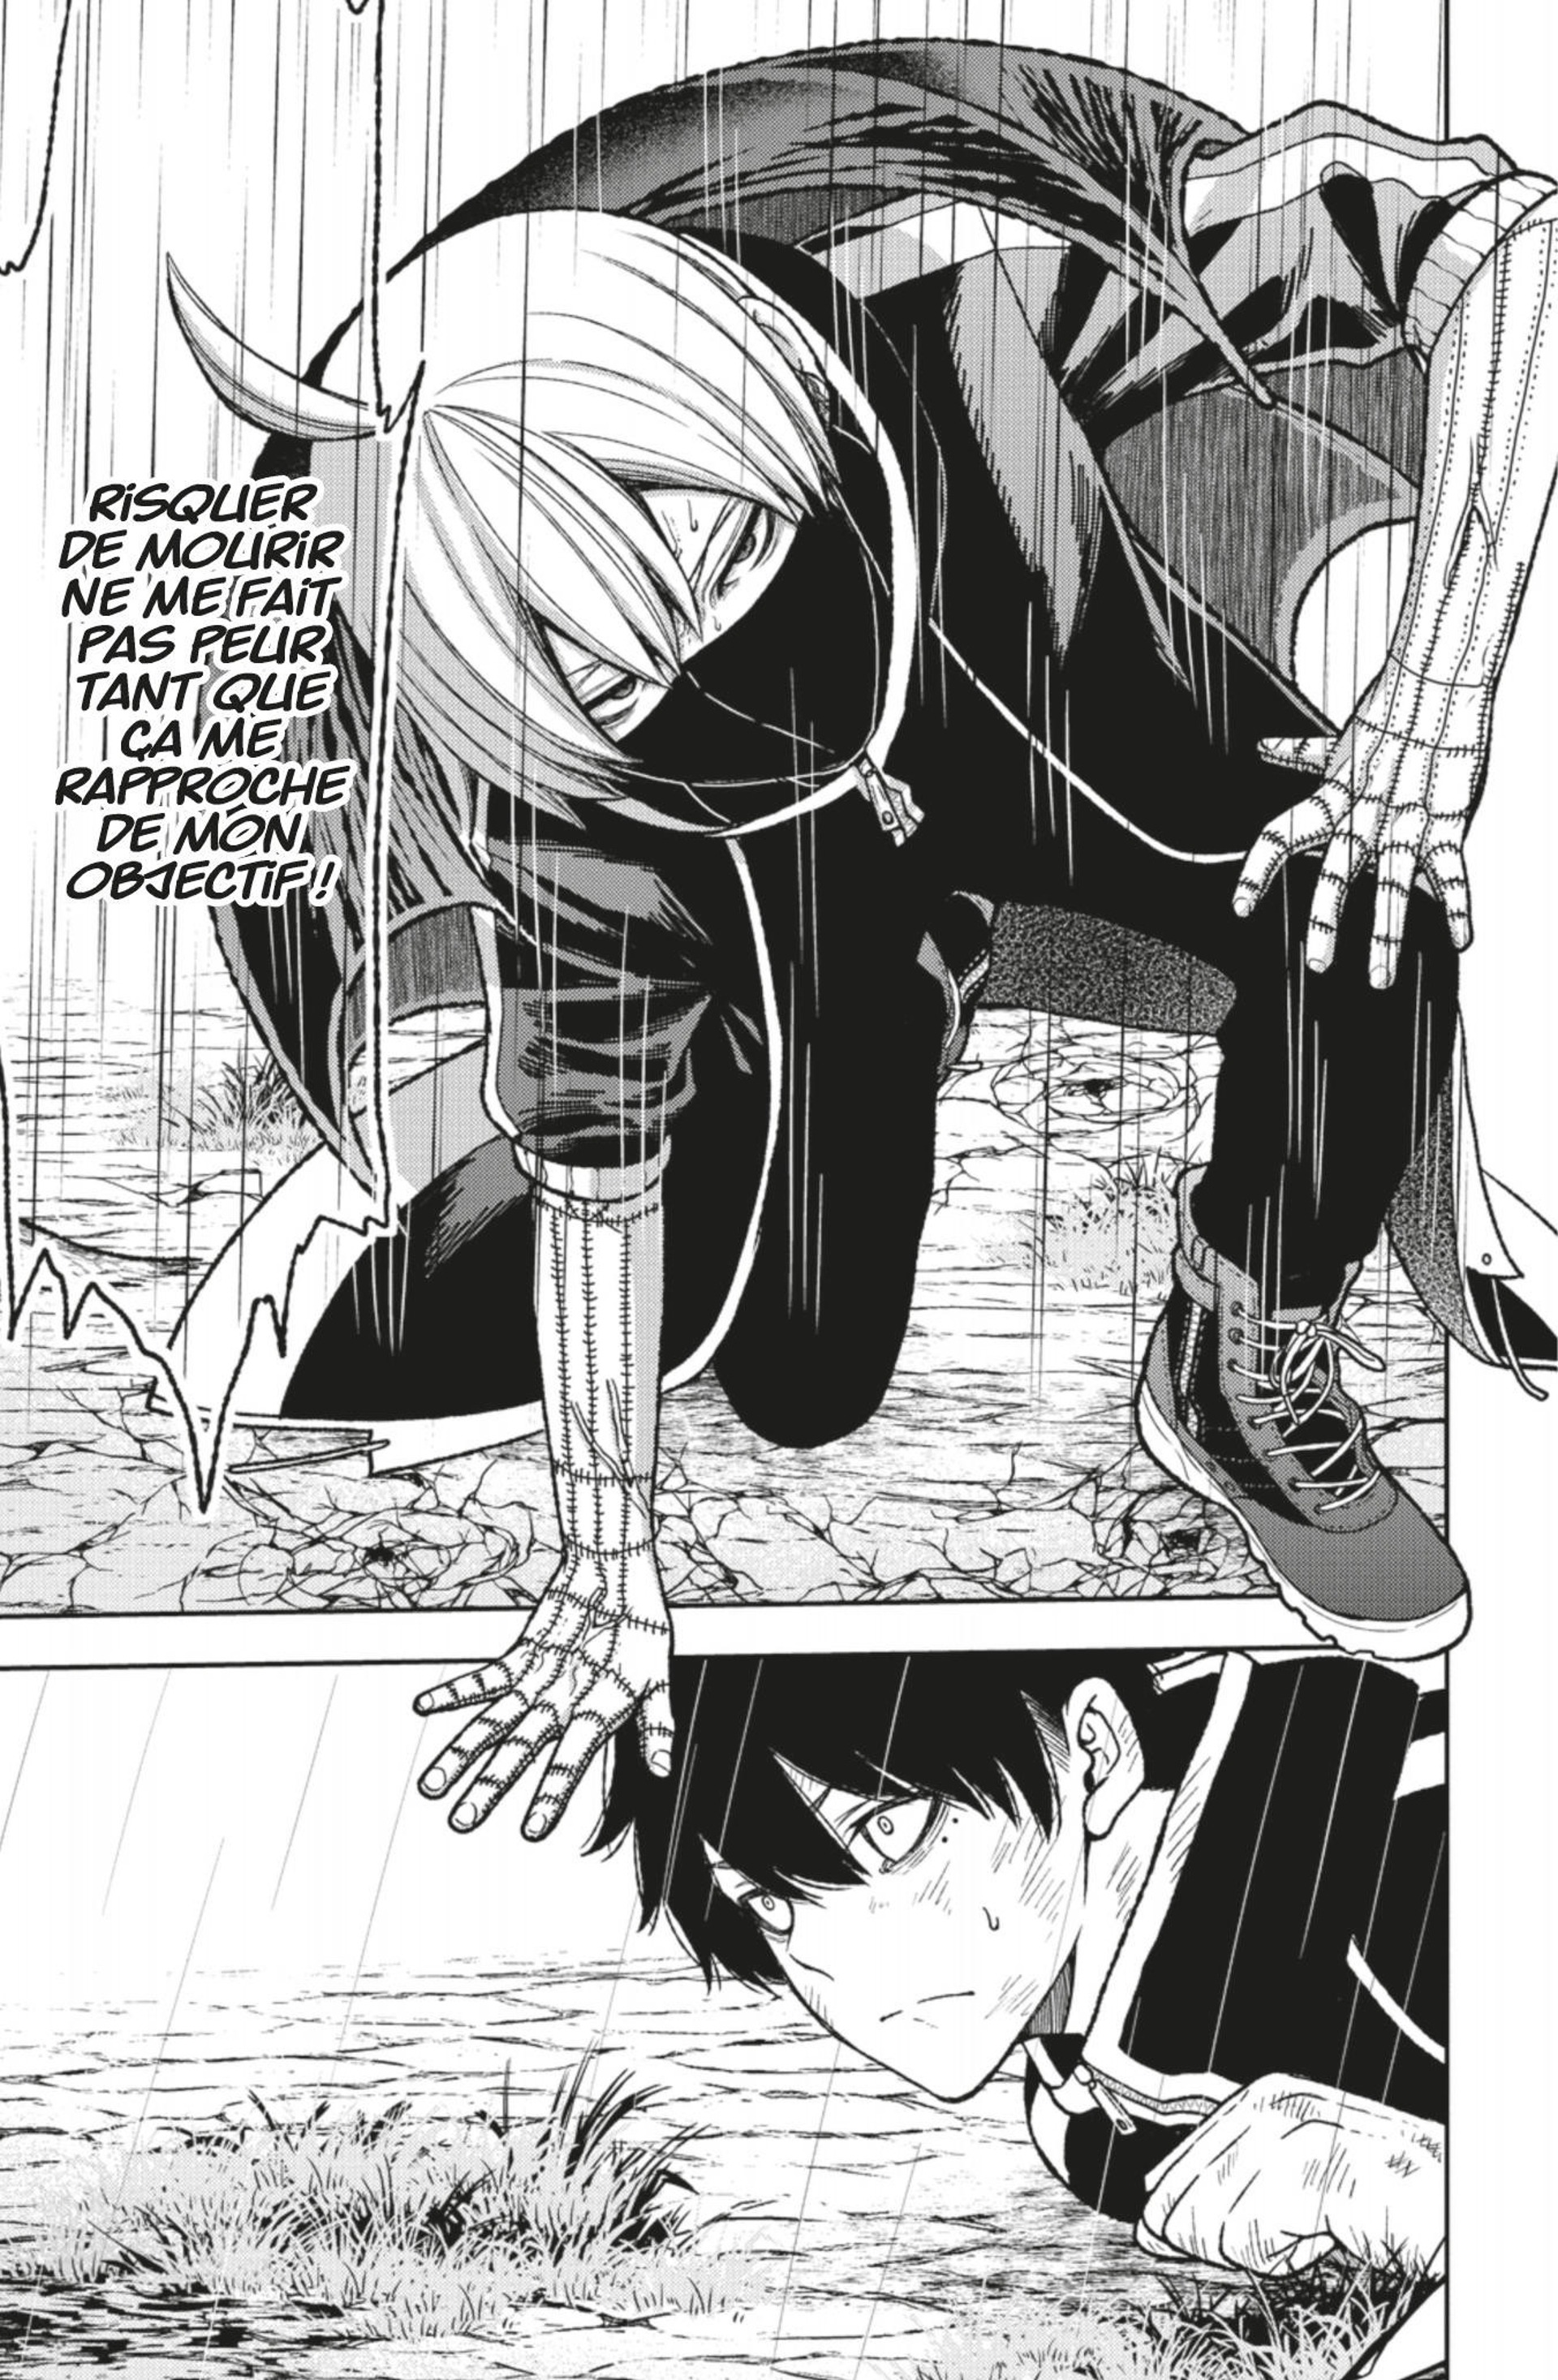 RISQUER
DE MOURIR
NE ME FAIT
PAS PEUR
TANT QUE
ÇA ME
RAPPROCHE
DE MON
OBJECTIF !